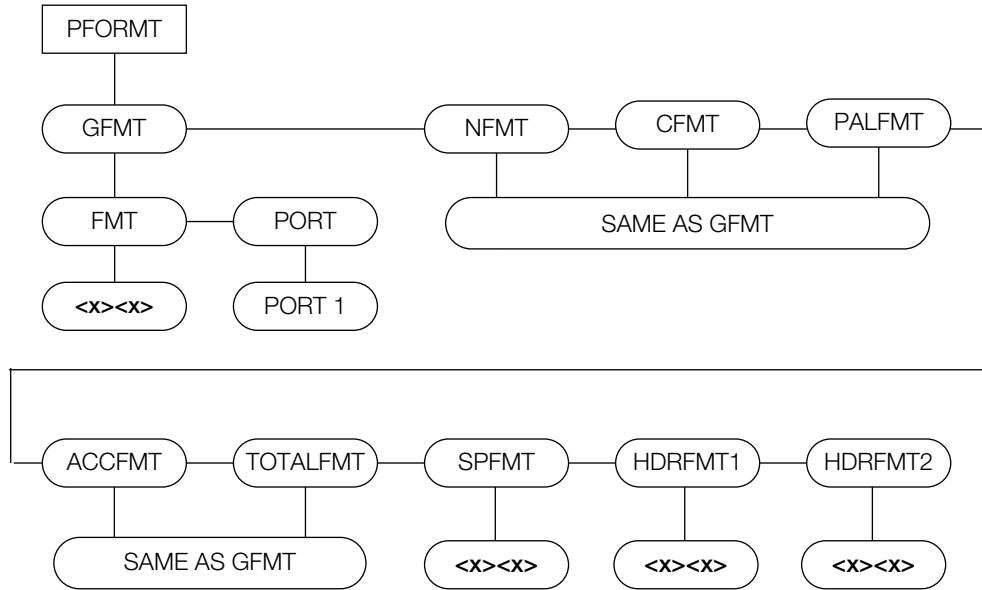 PFORMT
GFMT NFMT CFMT PALFMT
FMT PORT SAME AS GFMT
<x><x> PORT 1
ACCFMT TOTALFMT SPFMT HDRFMT1 HDRFMT2
SAME AS GFMT <x><x> <x><x> <x><x>